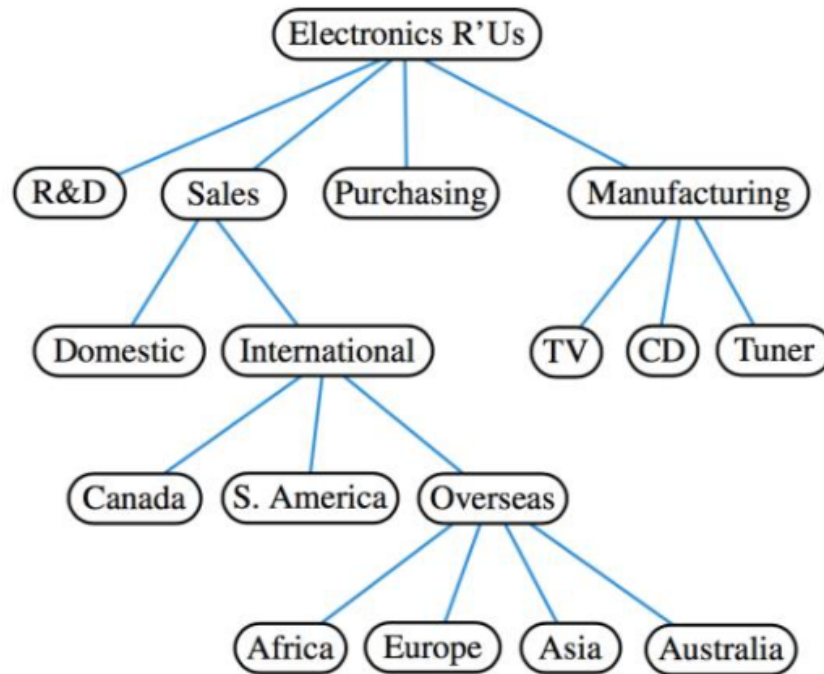 Electronics R’Us
R&D Sales Purchasing Manufacturing
Domestic International TV CD Tuner
Canada S. America Overseas
Africa Europe Asia Australia